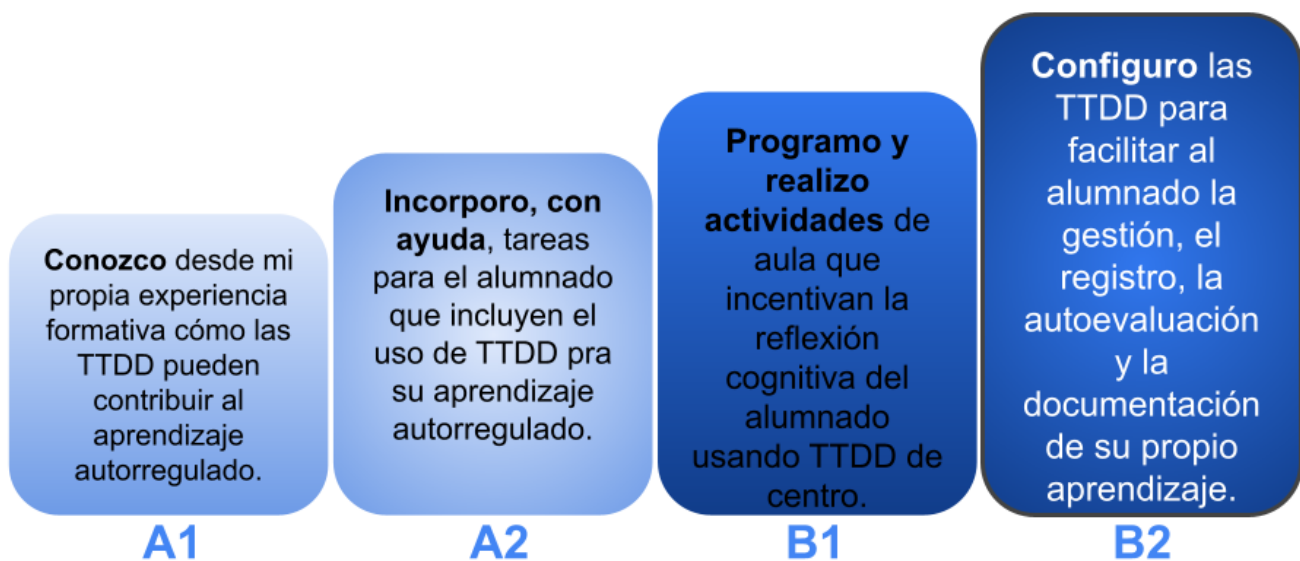 Conozco desde mi
propia experiencia
formativa cómo las
TTDD pueden
contribuir al
aprendizaje
autorregulado.
A1
Incorporo, con
ayuda, tareas
para el alumnado
que incluyen el
uso de TTDD pra
su aprendizaje
autorregulado.
A2
Programo y
realizo
actividades de
aula que
incentivan la
reflexión
cognitiva del
alumnado
usando TTDD de
centro.
B1
Configuro las
TTDD para
facilitar al
alumnado la
gestión, el
registro, la
autoevaluación
y la
documentación
de su propio
aprendizaje.
B2